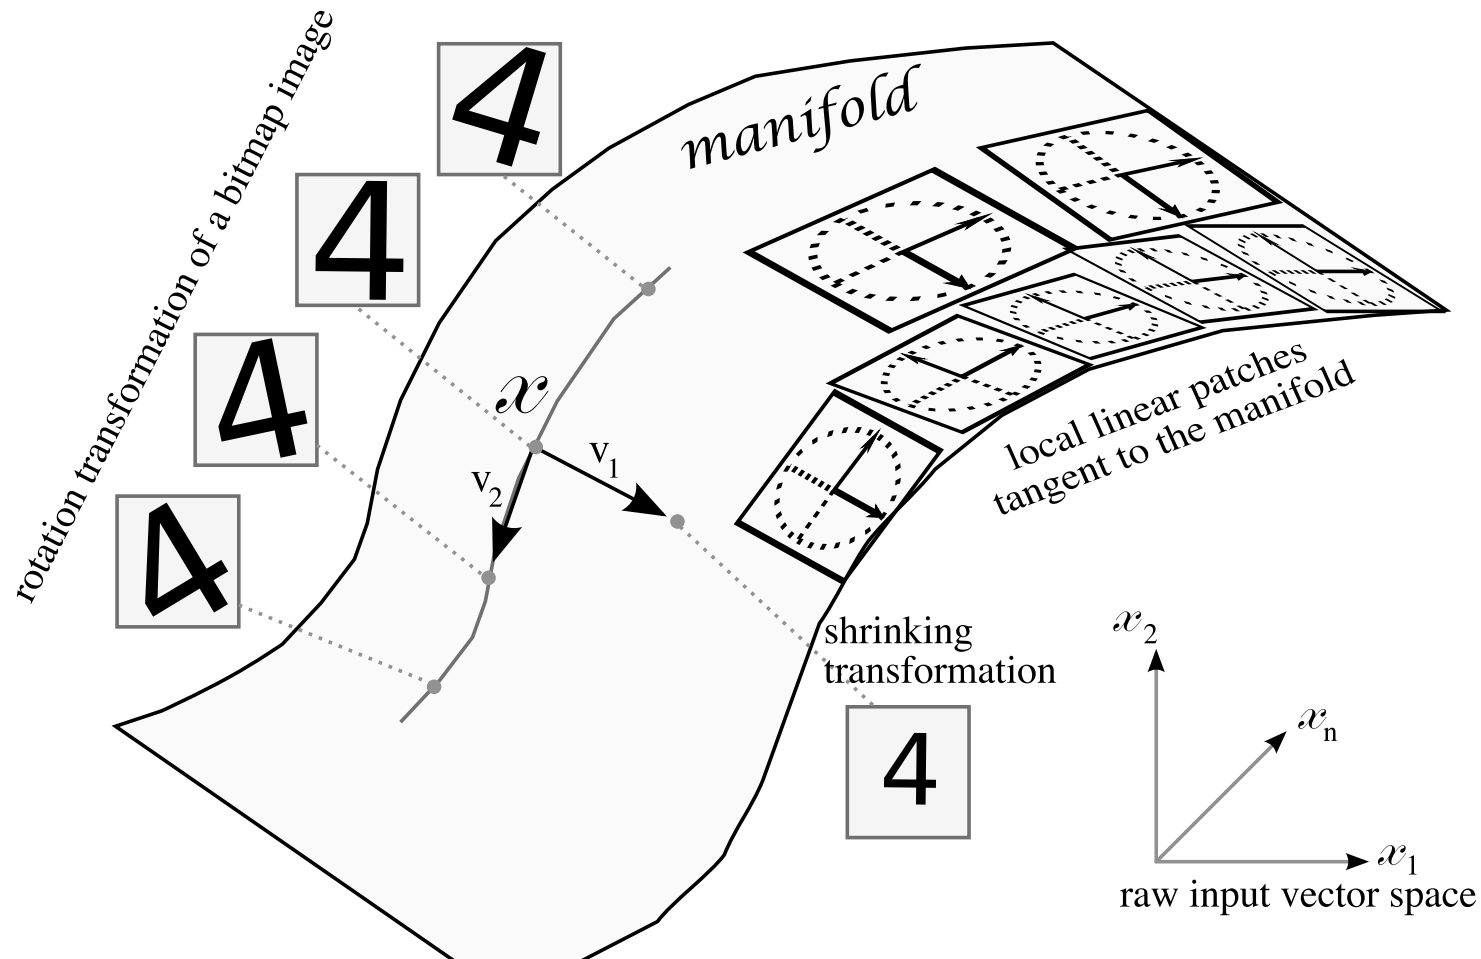 rotation transformation of a bitmap image
4
manifold
4
4
x
v1
v2
4
local linear patches
tangent to the manifold
shrinking
transformation
4
x2
xn
x1
raw input vector space